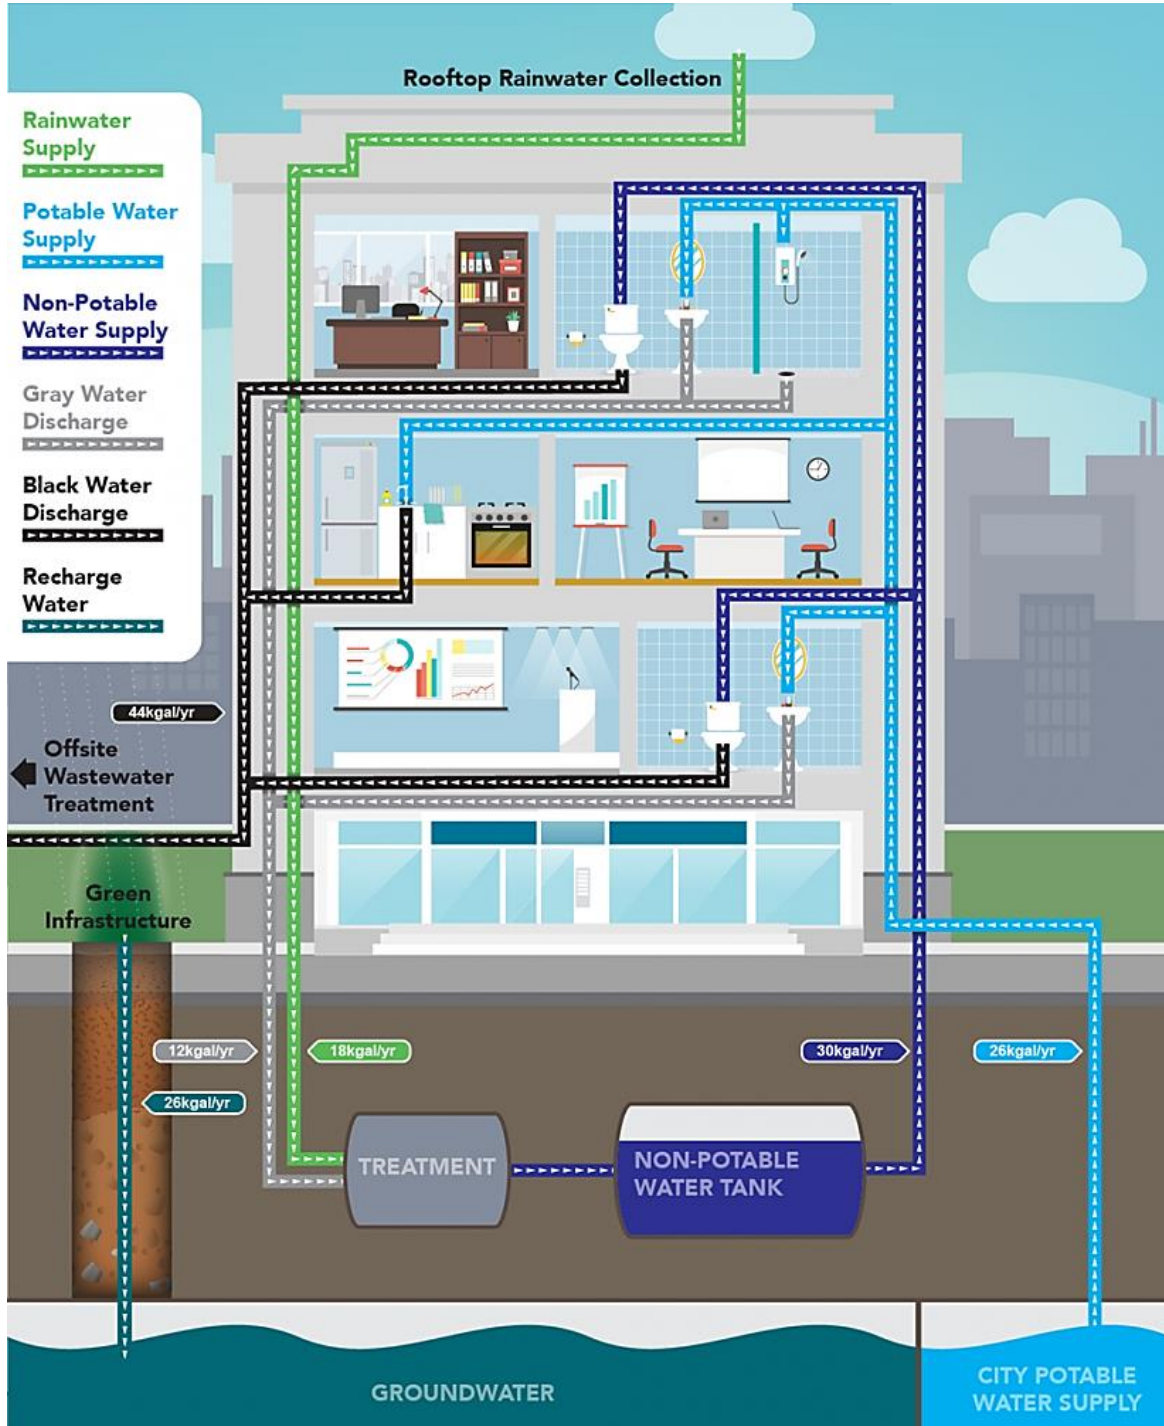 Rooftop Rainwater Collection
Rainwater
Supply
Potable Water
Supply
Non-Potable
Water Supply
Gray Water
Discharge
Black Water
Discharge
Recharge
Water
44kgal/yr
Offsite
Wastewater
Treatment
Green
Infrastructure
12kgal/yr
18kgal/yr
30kgal/yr
26kgal/yr
26kgal/yr
TREATMENT
NON-POTABLE
WATER TANK
GROUNDWATER
CITY POTABLE
WATER SUPPLY